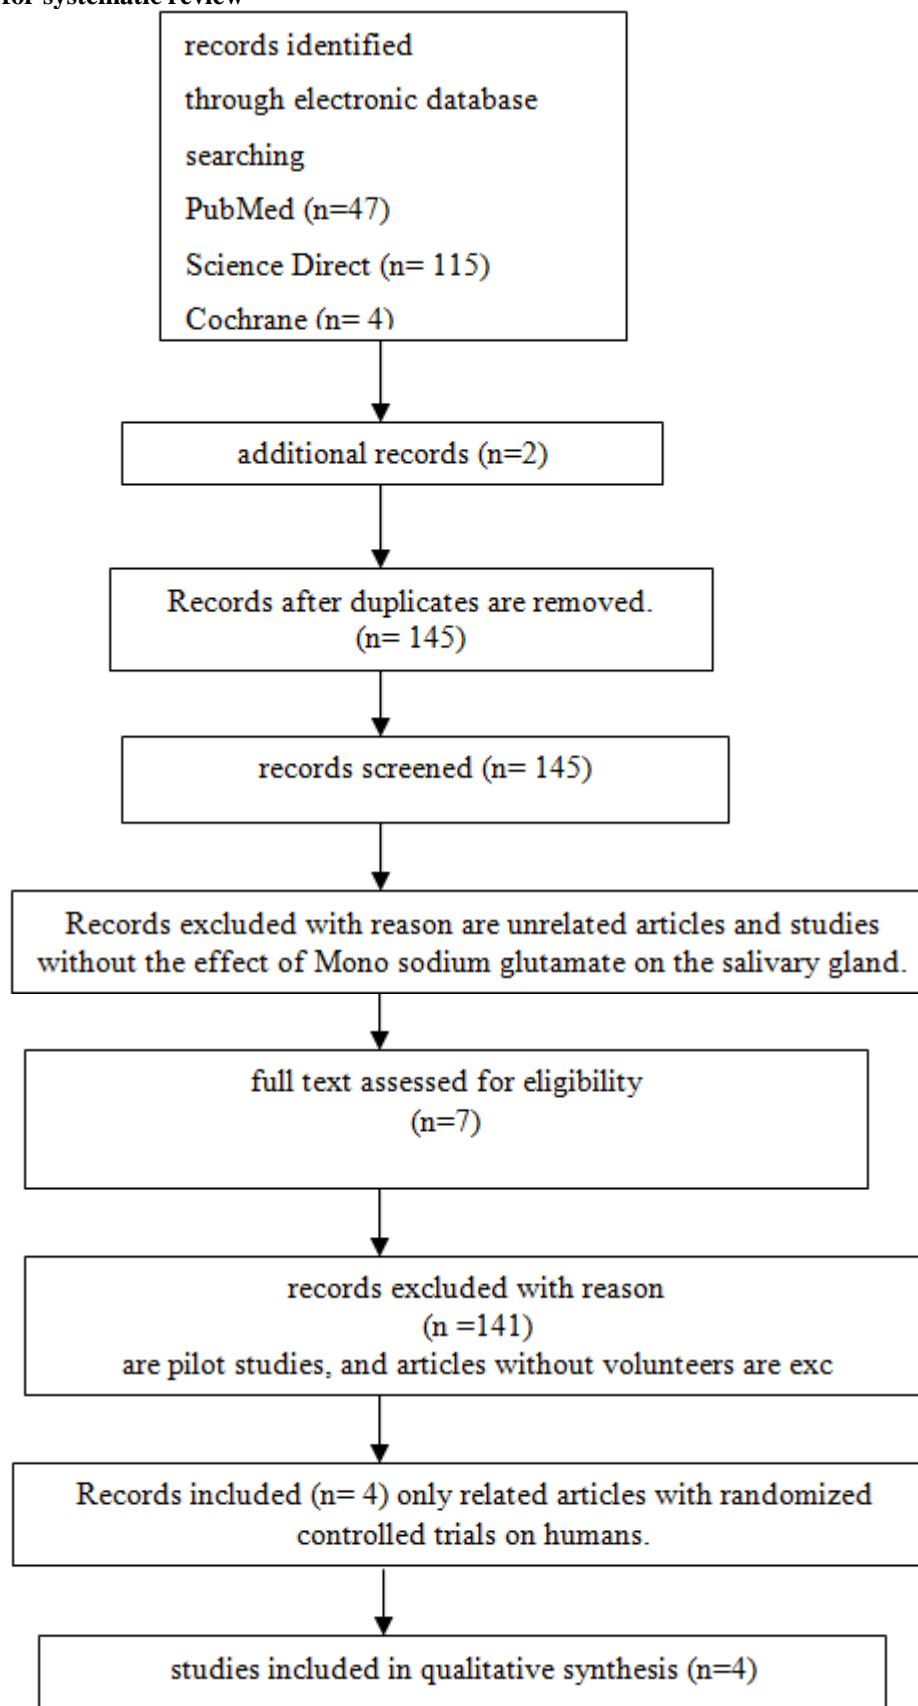 for systematic review
records identified
through electronic database
searching
PubMed (n=47)
Science Direct (n= 115)
Cochrane (n= 4)
additional records (n=2)
Records after duplicates are removed.
(n= 145)
records screened (n= 145)
Records excluded with reason are unrelated articles and studies
without the effect of Mono sodium glutamate on the salivary gland.
full text assessed for eligibility
(n=7)
records excluded with reason
(n =141)
are pilot studies, and articles without volunteers are exc
Records included (n= 4) only related articles with randomized
controlled trials on humans.
studies included in qualitative synthesis (n=4)